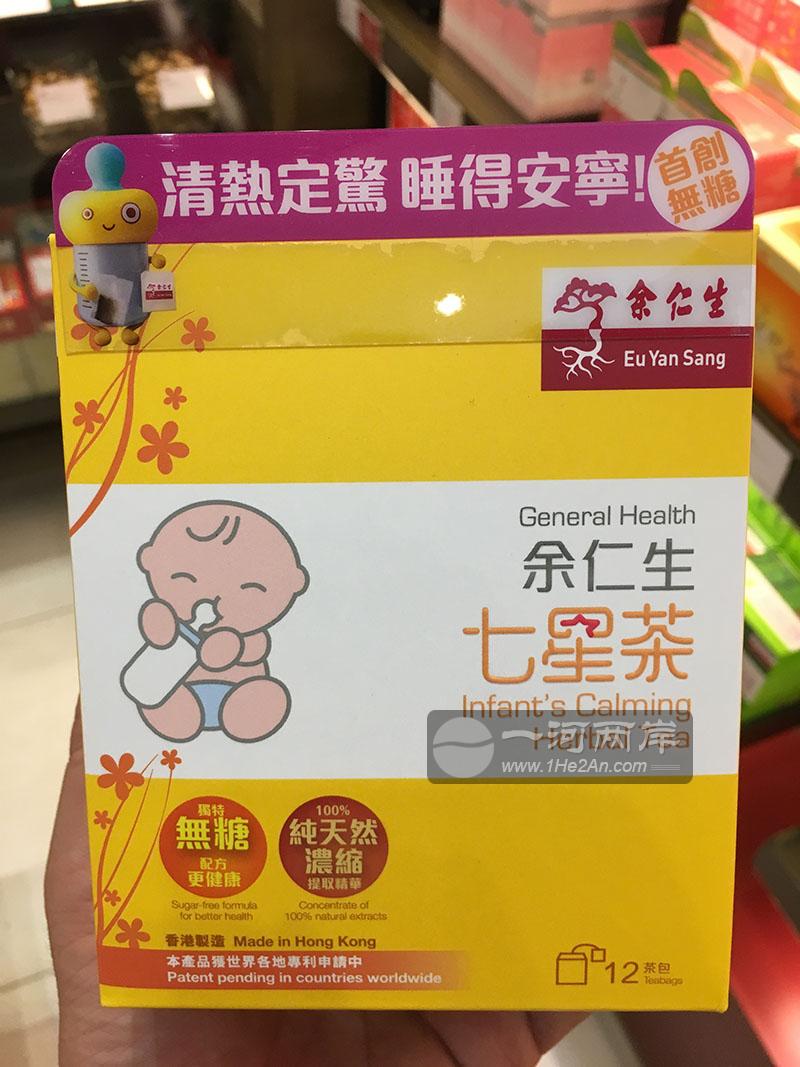 清熱定驚 睡得安寧!
首創
無糖
余仁生
余仁生
Eu Yan Sang
General Health
余仁生
七星茶
Infant's Calming
Herbal Tea
一河两岸
www.1He2An.com
獨特
無糖
配方
更健康
Sugar-free formula
for better health
100%
純天然
濃縮
提取精華
Concentrate of
100% natural extracts
香港製造 Made in Hong Kong
本產品獲世界各地專利申請中
Patent pending in countries worldwide
12 茶包
Teabags